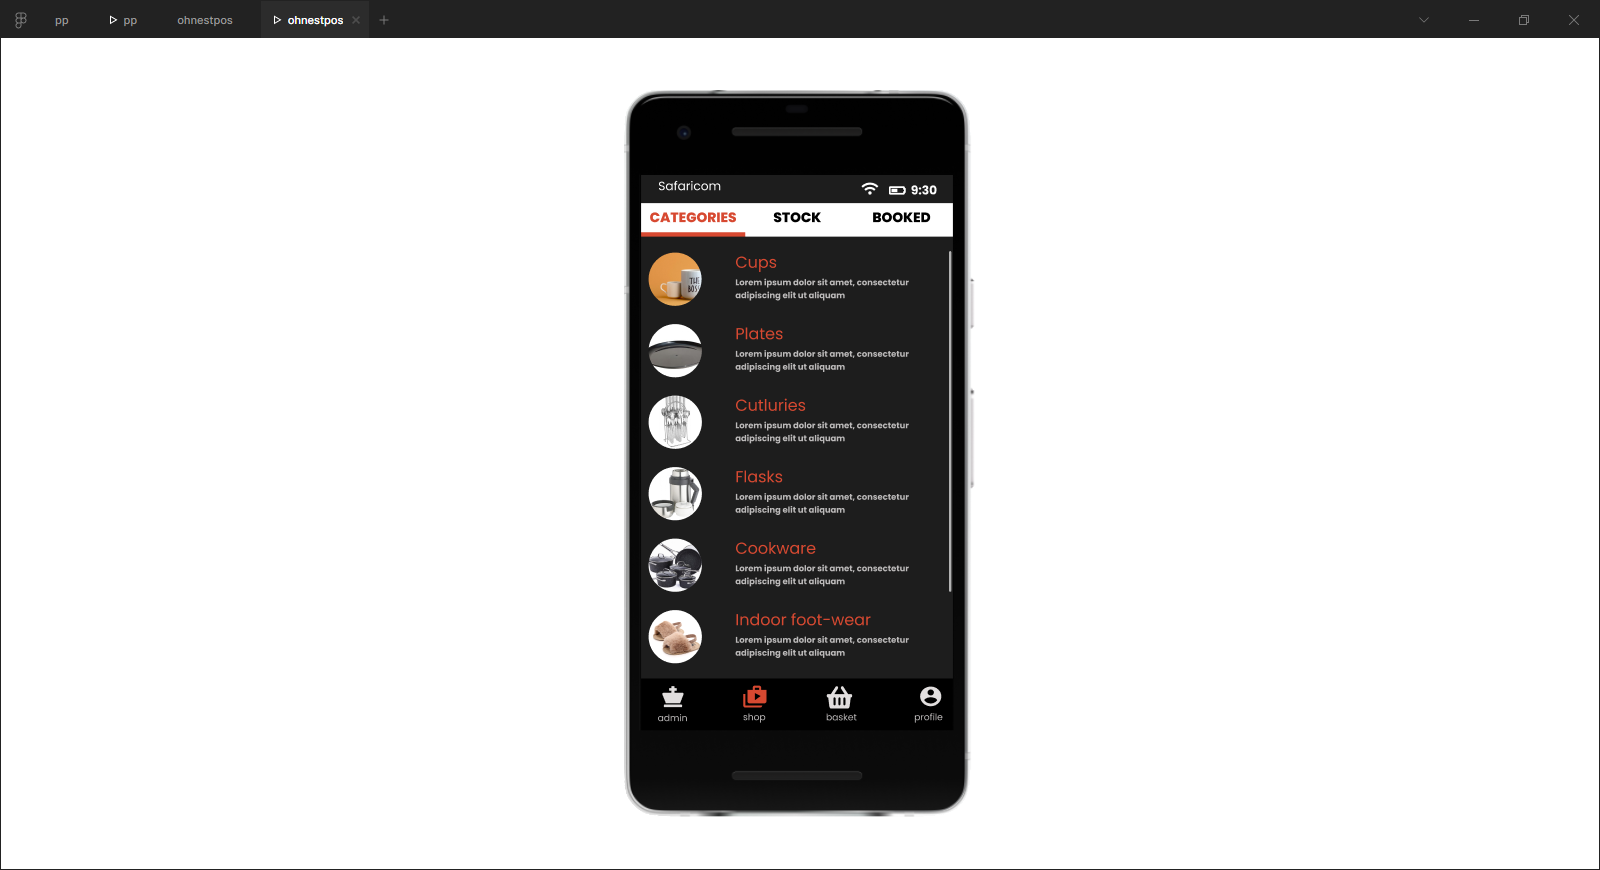 pp
pp
ohnestpos
ohnestpos
Safaricom
9:30
CATEGORIES
STOCK
BOOKED
THE
BOSS
Cups
Lorem ipsum dolor sit amet, consectetur
adipiscing elit ut aliquam
Plates
Lorem ipsum dolor sit amet, consectetur
adipiscing elit ut aliquam
Cutluries
Lorem ipsum dolor sit amet, consectetur
adipiscing elit ut aliquam
Flasks
Lorem ipsum dolor sit amet, consectetur
adipiscing elit ut aliquam
Cookware
Lorem ipsum dolor sit amet, consectetur
adipiscing elit ut aliquam
Indoor foot-wear
Lorem ipsum dolor sit amet, consectetur
adipiscing elit ut aliquam
admin
shop
basket
profile